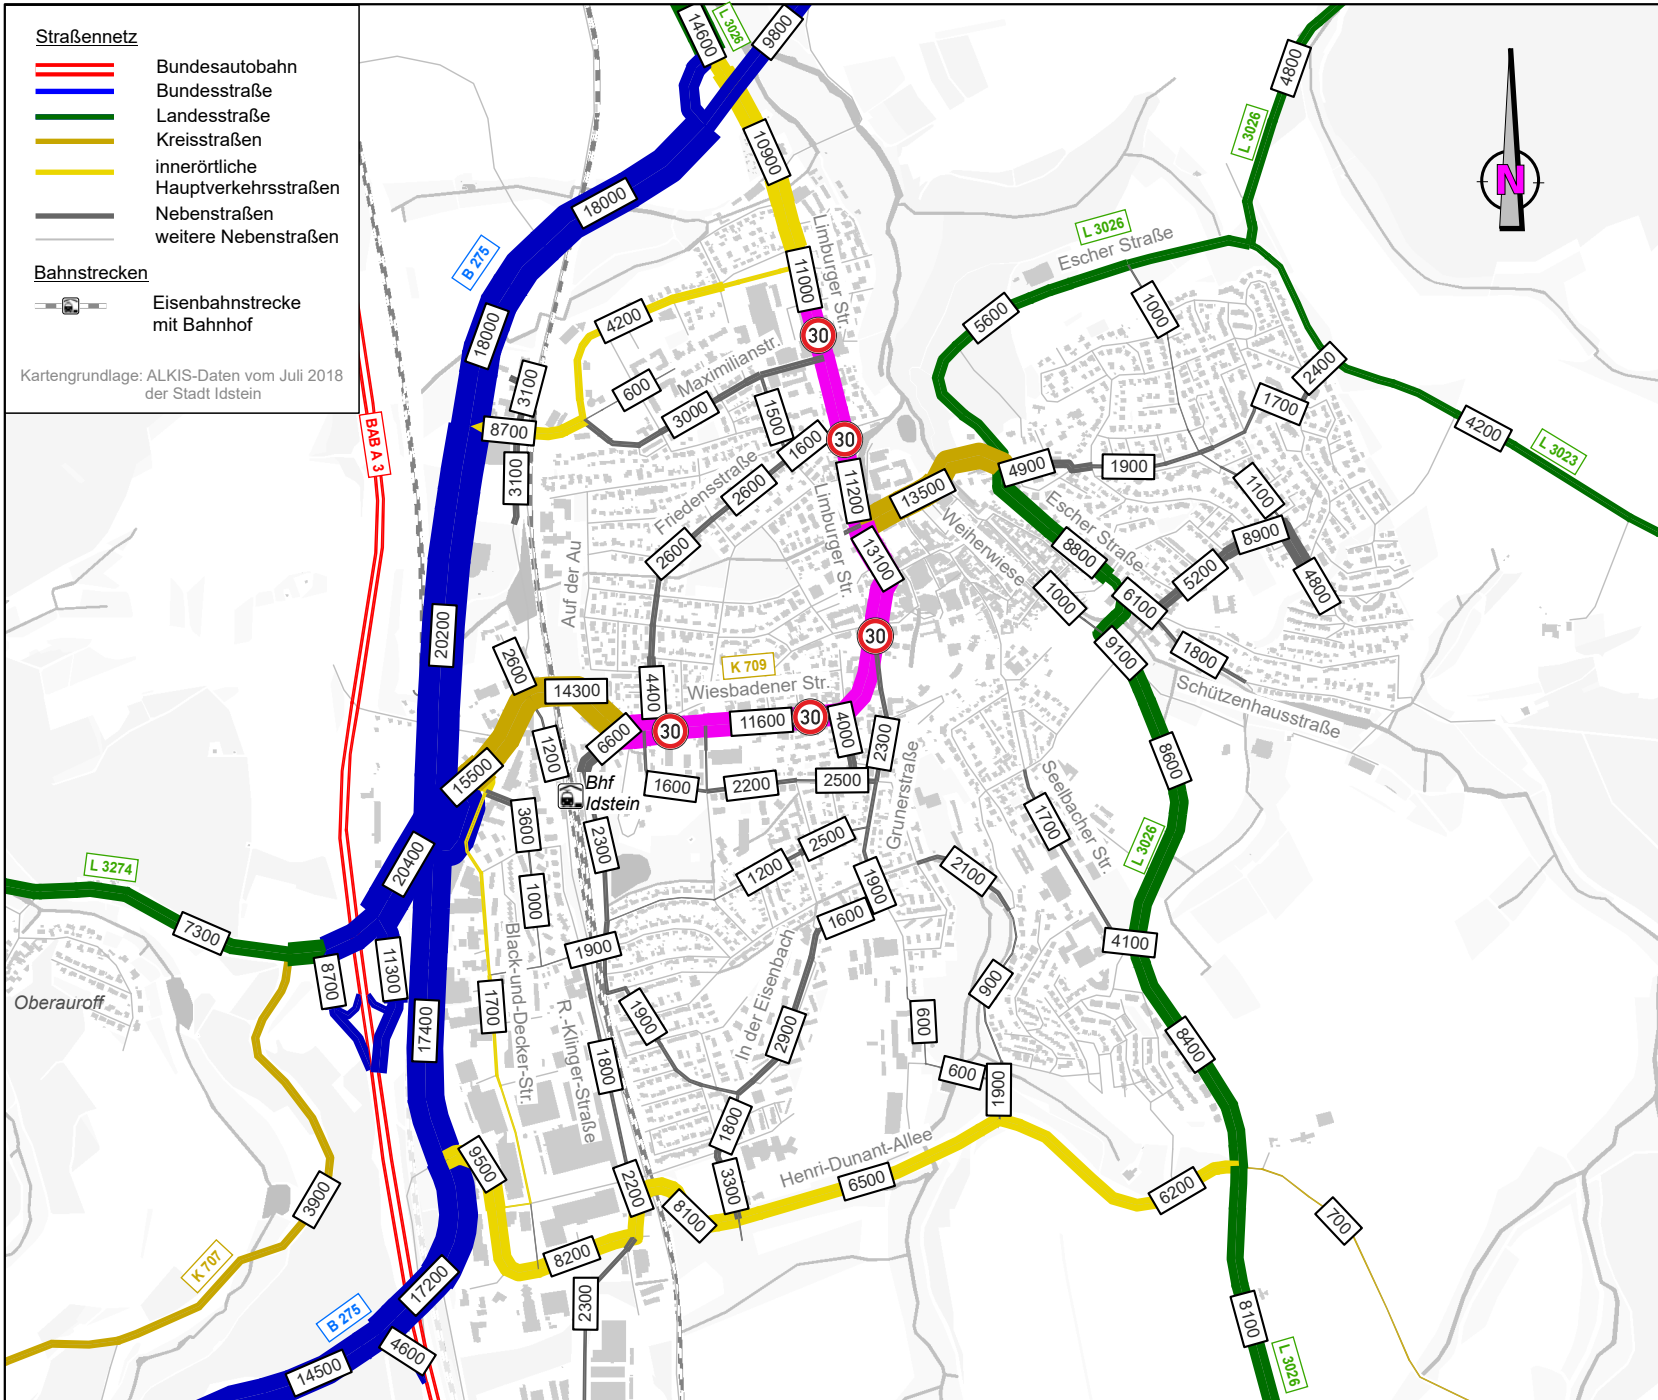 Straßennetz
Bundesautobahn
Bundesstraße
Landesstraße
Kreisstraßen
innerörtliche
Hauptverkehrsstraßen
Nebenstraßen
weitere Nebenstraßen
Bahnstrecken
Eisenbahnstrecke
mit Bahnhof
Kartengrundlage: ALKIS-Daten vom Juli 2018
der Stadt Idstein
14600
L 3026
9800
4800
L 3026
10900
N
18000
L 3026
Escher Straße
B 275
Limburger Str.
11000
1000
4200
5600
30
18000
Maximilianstr.
2400
3100
600
3000
1500
1700
8700
1600
30
4200
L 3023
BAB A 3
3100
Friedensstraße
2600
11200
13500
4900
1900
1100
Limburger Str.
Weiherwiese
Escher Straße
8900
2600
13100
8800
5200
4800
Auf der Au
1000
6100
20200
30
2600
K 709
9100
1800
14300
4400
Wiesbadener Str.
Schützenhausstraße
30
11600
30
4000
2300
6600
1200
8600
15500
Bhf
Idstein
1600
2200
2500
Grunerstraße
Seelbacher Str.
3600
2300
2500
1700
L 3026
20400
L 3274
1200
1900
2100
1000
7300
1600
4100
1900
8700
11300
Black-und-Decker-Str.
In der Eisenbach
900
Oberauroff
1700
R.-Klinger-Straße
1900
2900
600
17400
8400
1800
600
1900
1800
9500
Henri-Dunant-Allee
3900
2200
3300
6500
6200
8100
700
K 707
8200
17200
2300
B 275
8100
4600
14500
L 3026